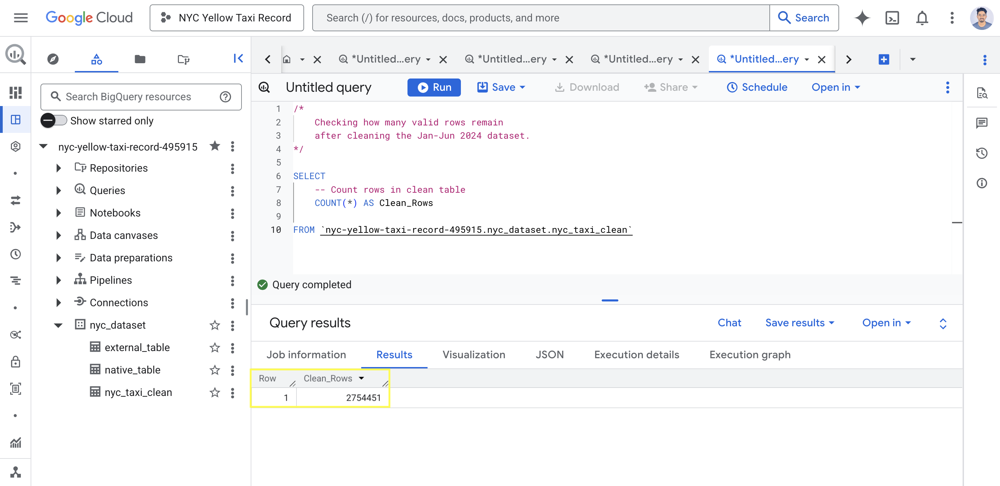 Google Cloud
NYC Yellow Taxi Record
Search (/) for resources, docs, products, and more
Search
*Untitled...ery
*Untitled...ery
*Untitled...ery
*Untitled...ery
Search BigQuery resources
Show starred only
nyc-yellow-taxi-record-495915
Repositories
Queries
Notebooks
Data canvases
Data preparations
Pipelines
Connections
nyc_dataset
external_table
native_table
nyc_taxi_clean
Untitled query
Run
Save
Download
Share
Schedule
Open in
1 /*
2 Checking how many valid rows remain
3 after cleaning the Jan-Jun 2024 dataset.
4 */
5
6 SELECT
7 -- Count rows in clean table
8 COUNT(*) AS Clean_Rows
9
10 FROM `nyc-yellow-taxi-record-495915.nyc_dataset.nyc_taxi_clean`
Query completed
Query results
Chat
Save results
Open in
Job information
Results
Visualization
JSON
Execution details
Execution graph
Row Clean_Rows
1 2754451